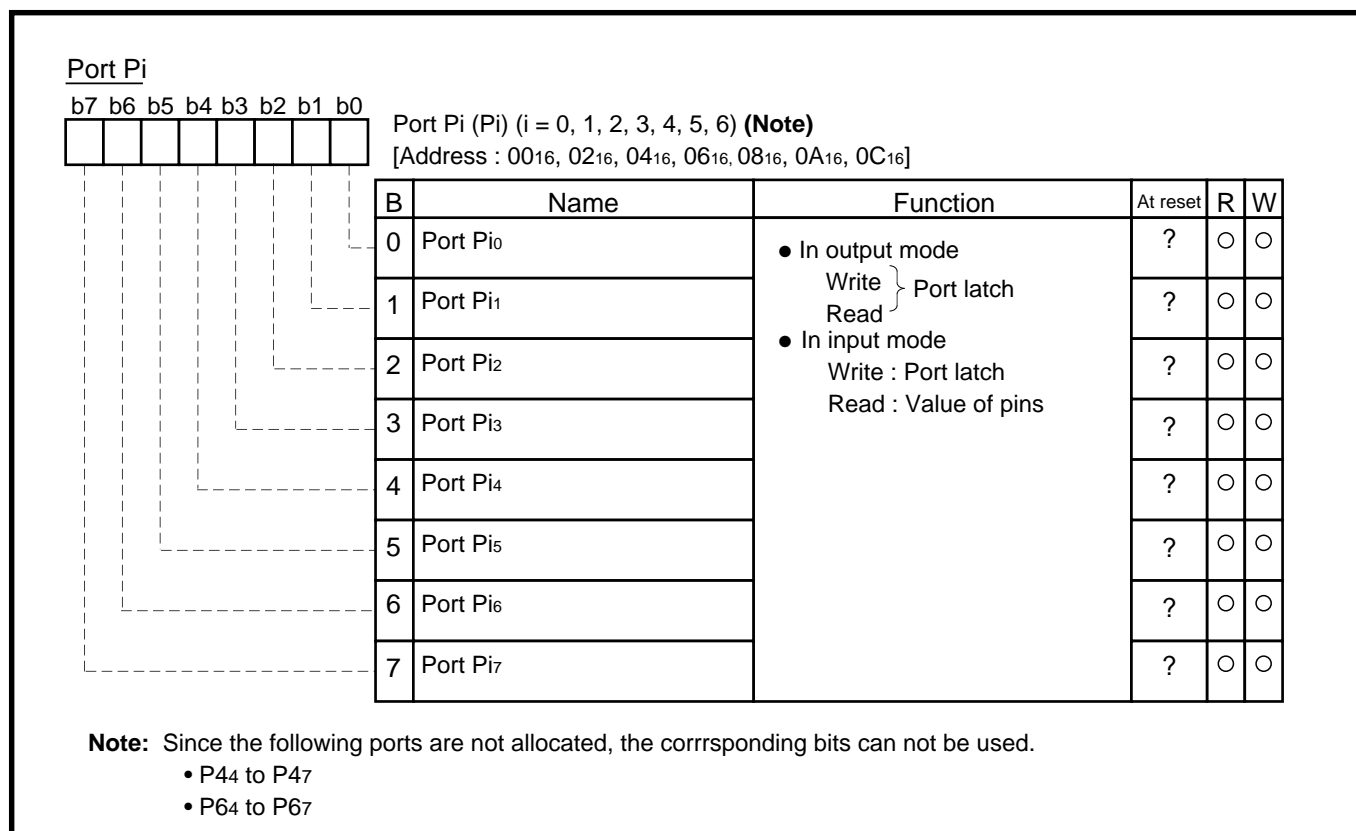 Port Pi
b7 b6 b5 b4 b3 b2 b1 b0
Port Pi (Pi) (i = 0, 1, 2, 3, 4, 5, 6) (Note)
[Address : 0016, 0216, 0416, 0616, 0816, 0A16, 0C16]
B Name Function At reset R W
0 Port Pi0 ? ○ ○
1 Port Pi1 ? ○ ○
2 Port Pi2 ? ○ ○
3 Port Pi3 ? ○ ○
4 Port Pi4 ? ○ ○
5 Port Pi5 ? ○ ○
6 Port Pi6 ? ○ ○
7 Port Pi7 ? ○ ○
● In output mode
Write
Read
Port latch
● In input mode
Write : Port latch
Read : Value of pins
Note: Since the following ports are not allocated, the corrrsponding bits can not be used.
• P44 to P47
• P64 to P67